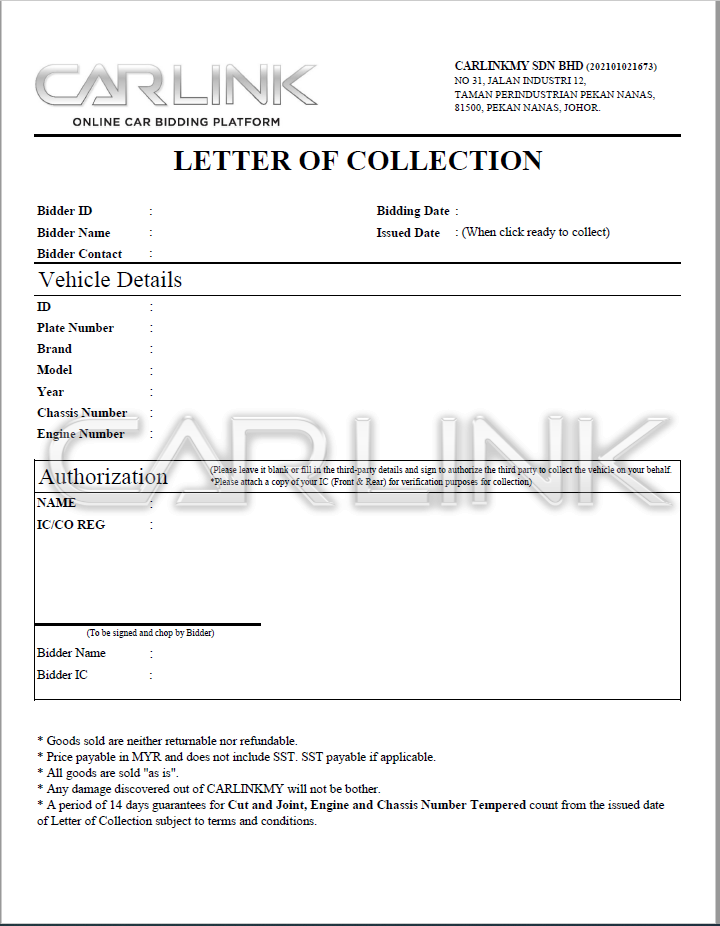 CARLINK
ONLINE CAR BIDDING PLATFORM
CARLINKMY SDN BHD (202101021673)
NO 31, JALAN INDUSTRI 12,
TAMAN PERINDUSTRIAN PEKAN NANAS,
81500, PEKAN NANAS, JOHOR.
LETTER OF COLLECTION
Bidder ID : Bidding Date :
Bidder Name : Issued Date : (When click ready to collect)
Bidder Contact :
Vehicle Details
ID :
Plate Number :
Brand :
Model :
Year :
Chassis Number :
Engine Number :
CARLINK
Authorization
(Please leave it blank or fill in the third-party details and sign to authorize the third party to collect the vehicle on your behalf.
*Please attach a copy of your IC (Front & Rear) for verification purposes for collection)
NAME :
IC/CO REG :
(To be signed and chop by Bidder)
Bidder Name :
Bidder IC :
* Goods sold are neither returnable nor refundable.
* Price payable in MYR and does not include SST. SST payable if applicable.
* All goods are sold "as is".
* Any damage discovered out of CARLINKMY will not be bother.
* A period of 14 days guarantees for Cut and Joint, Engine and Chassis Number Tempered count from the issued date
of Letter of Collection subject to terms and conditions.